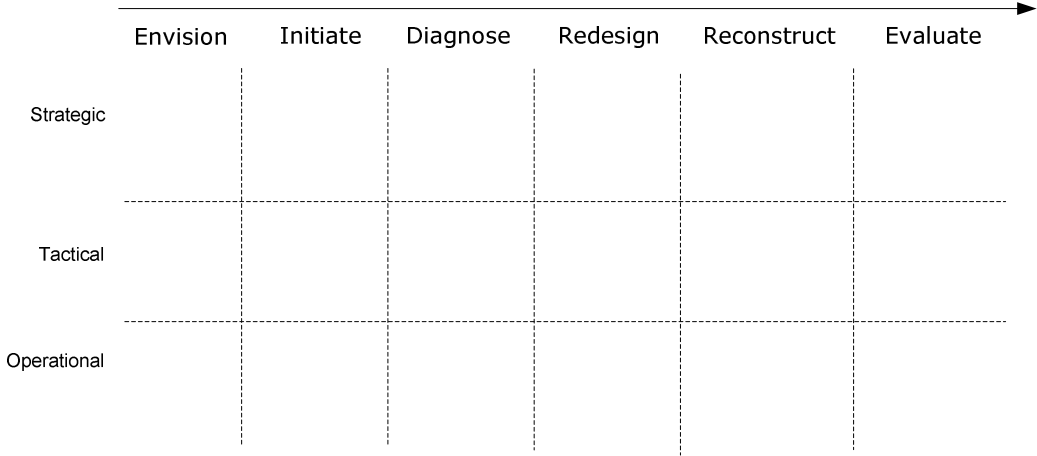 Envision Initiate Diagnose Redesign Reconstruct Evaluate
Strategic
Tactical
Operational